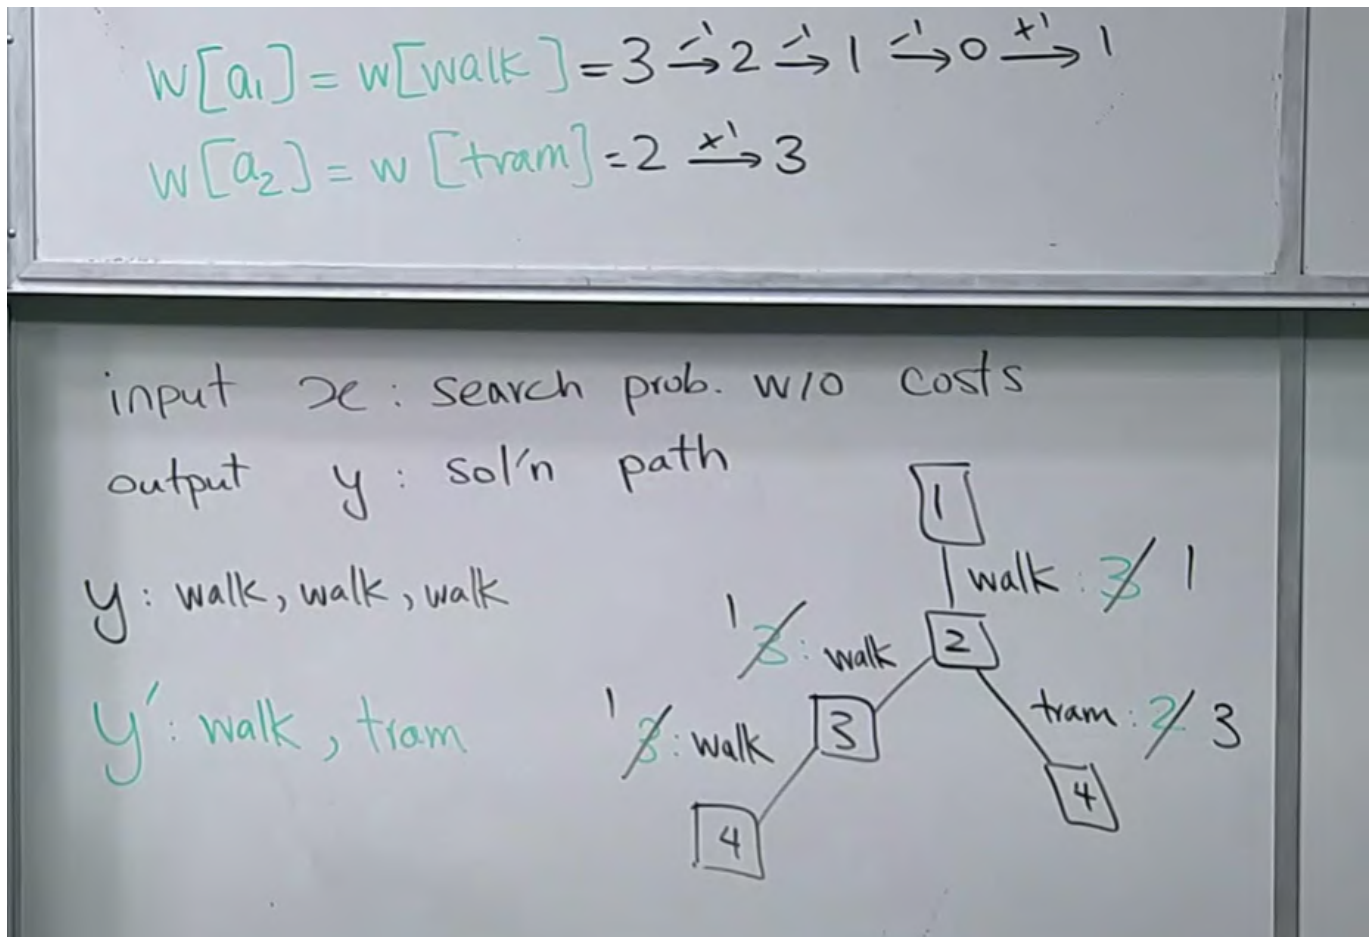 w[a₁] = w[walk] = 3 -1→ 2 -1→ 1 -1→ 0 +1→ 1
w[a₂] = w[tram] = 2 +1→ 3
input x : search prob. w/o costs
output y : sol'n path
1
walk : 3 1
y : walk, walk, walk
1 3 : walk
2
y' : walk, tram
1 3 : walk
3
tram : 2 3
4
4